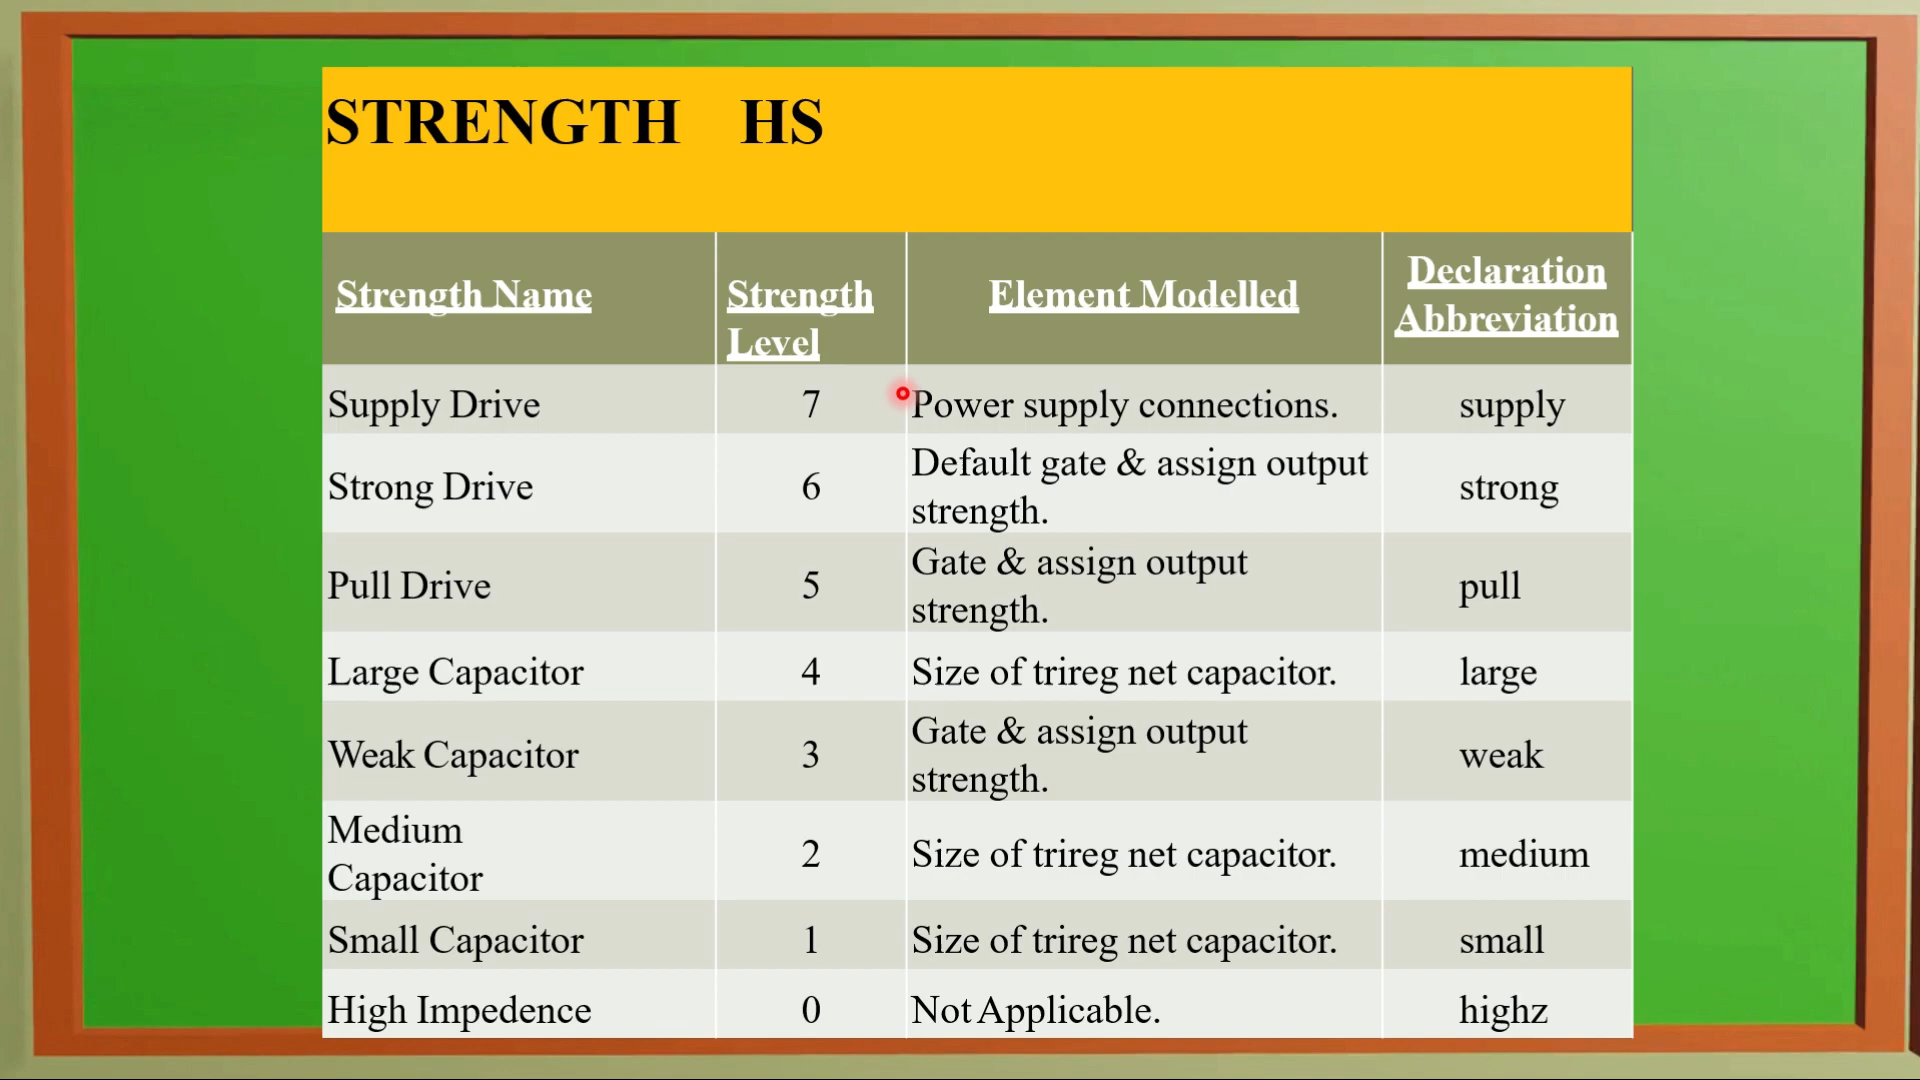 STRENGTH HS
Strength Name
Strength
Level
Element Modelled
Declaration
Abbreviation
Supply Drive
7
Power supply connections.
supply
Strong Drive
6
Default gate & assign output
strength.
strong
Pull Drive
5
Gate & assign output
strength.
pull
Large Capacitor
4
Size of trireg net capacitor.
large
Weak Capacitor
3
Gate & assign output
strength.
weak
Medium
Capacitor
2
Size of trireg net capacitor.
medium
Small Capacitor
1
Size of trireg net capacitor.
small
High Impedence
0
Not Applicable.
highz